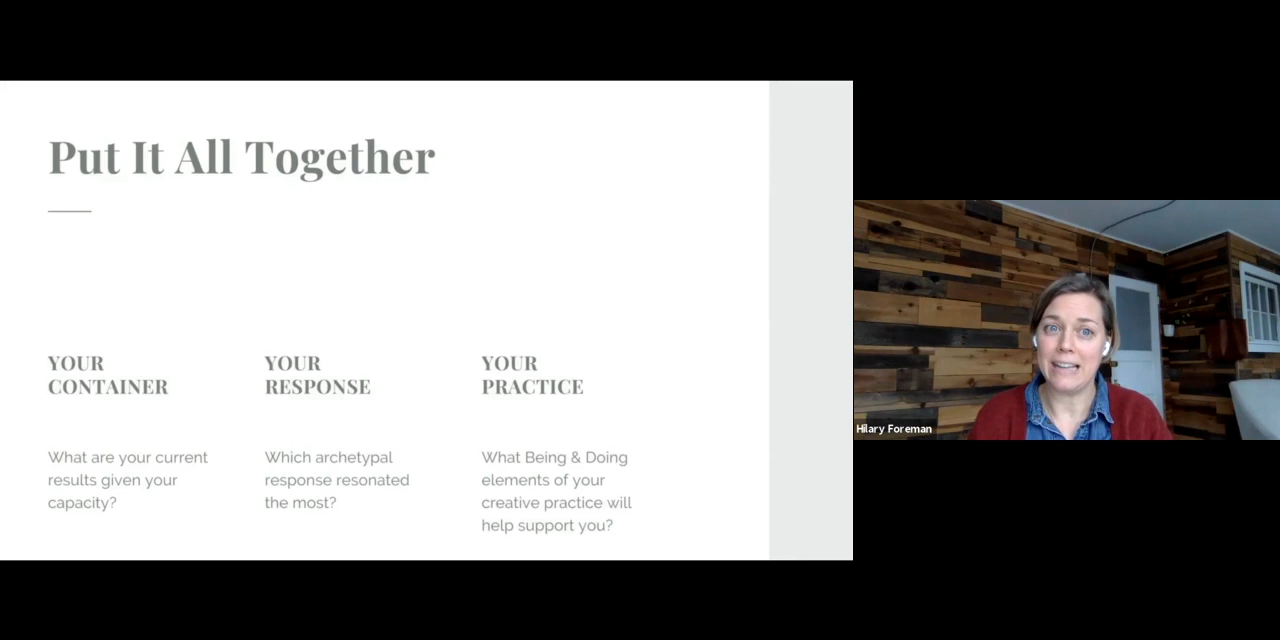 Put It All Together
YOUR
CONTAINER
What are your current
results given your
capacity?
YOUR
RESPONSE
Which archetypal
response resonated
the most?
YOUR
PRACTICE
What Being & Doing
elements of your
creative practice will
help support you?
Hilary Foreman